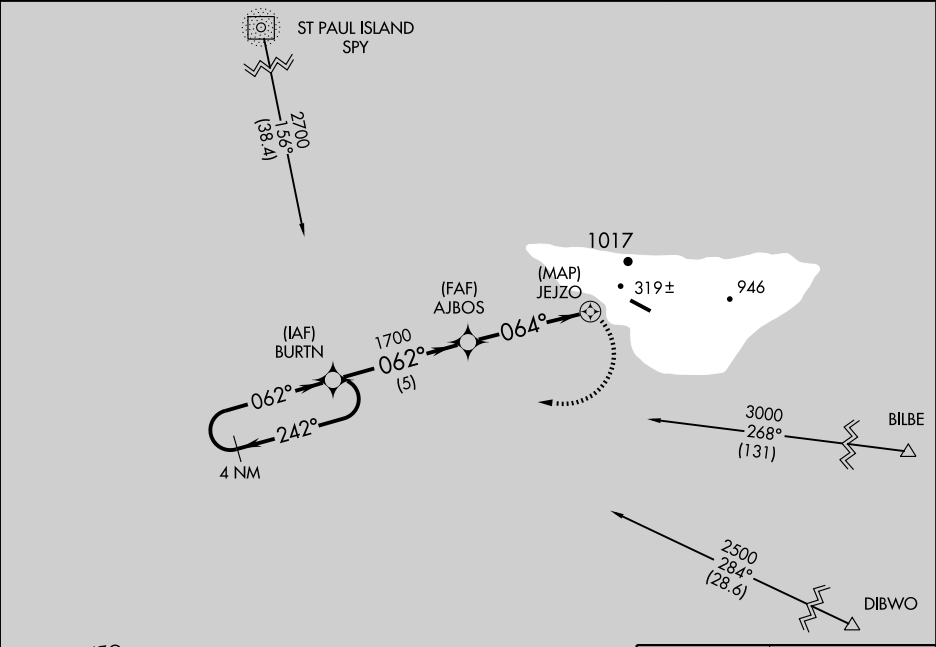 ST PAUL ISLAND
SPY
2700
156°
(38.4)
1017
319±
946
(MAP)
JEJZO
(FAF)
AJBOS
064°
(IAF)
BURTN
1700
062°
(5)
062°
242°
4 NM
3000
268°
(131)
BILBE
2500
284°
(28.6)
DIBWO